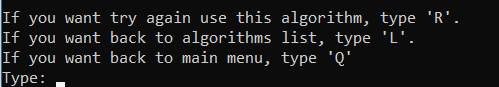 If you want try again use this algorithm, type 'R'.
If you want back to algorithms list, type 'L'.
If you want back to main menu, type 'Q'
Type: